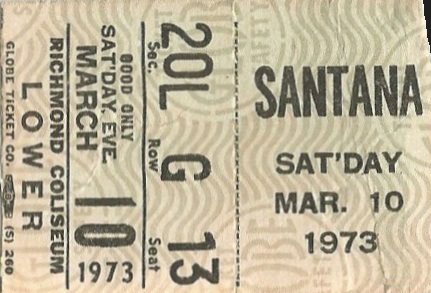 SANTANA
SAT'DAY
MAR. 10
1973
20L G 13
Sec. Row Seat
GOOD ONLY
SAT'DAY. EVE
MARCH 10 1973
RICHMOND COLISEUM
LOWER
GLOBE TICKET CO. (S) 260